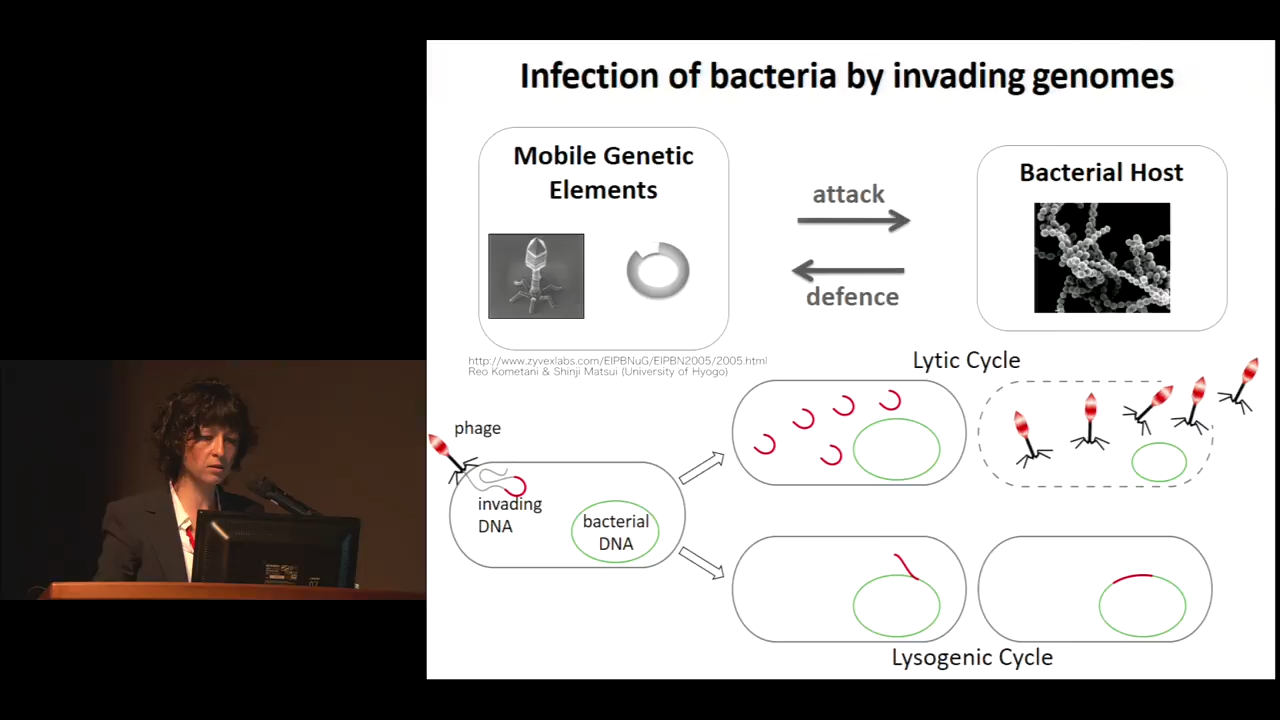 Infection of bacteria by invading genomes
Mobile Genetic
Elements
attack
defence
Bacterial Host
http://www.zyvexlabs.com/EIPBNuG/EIPBN2005/2005.html
Reo Kometani & Shinji Matsui (University of Hyogo)
Lytic Cycle
phage
invading
DNA
bacterial
DNA
Lysogenic Cycle